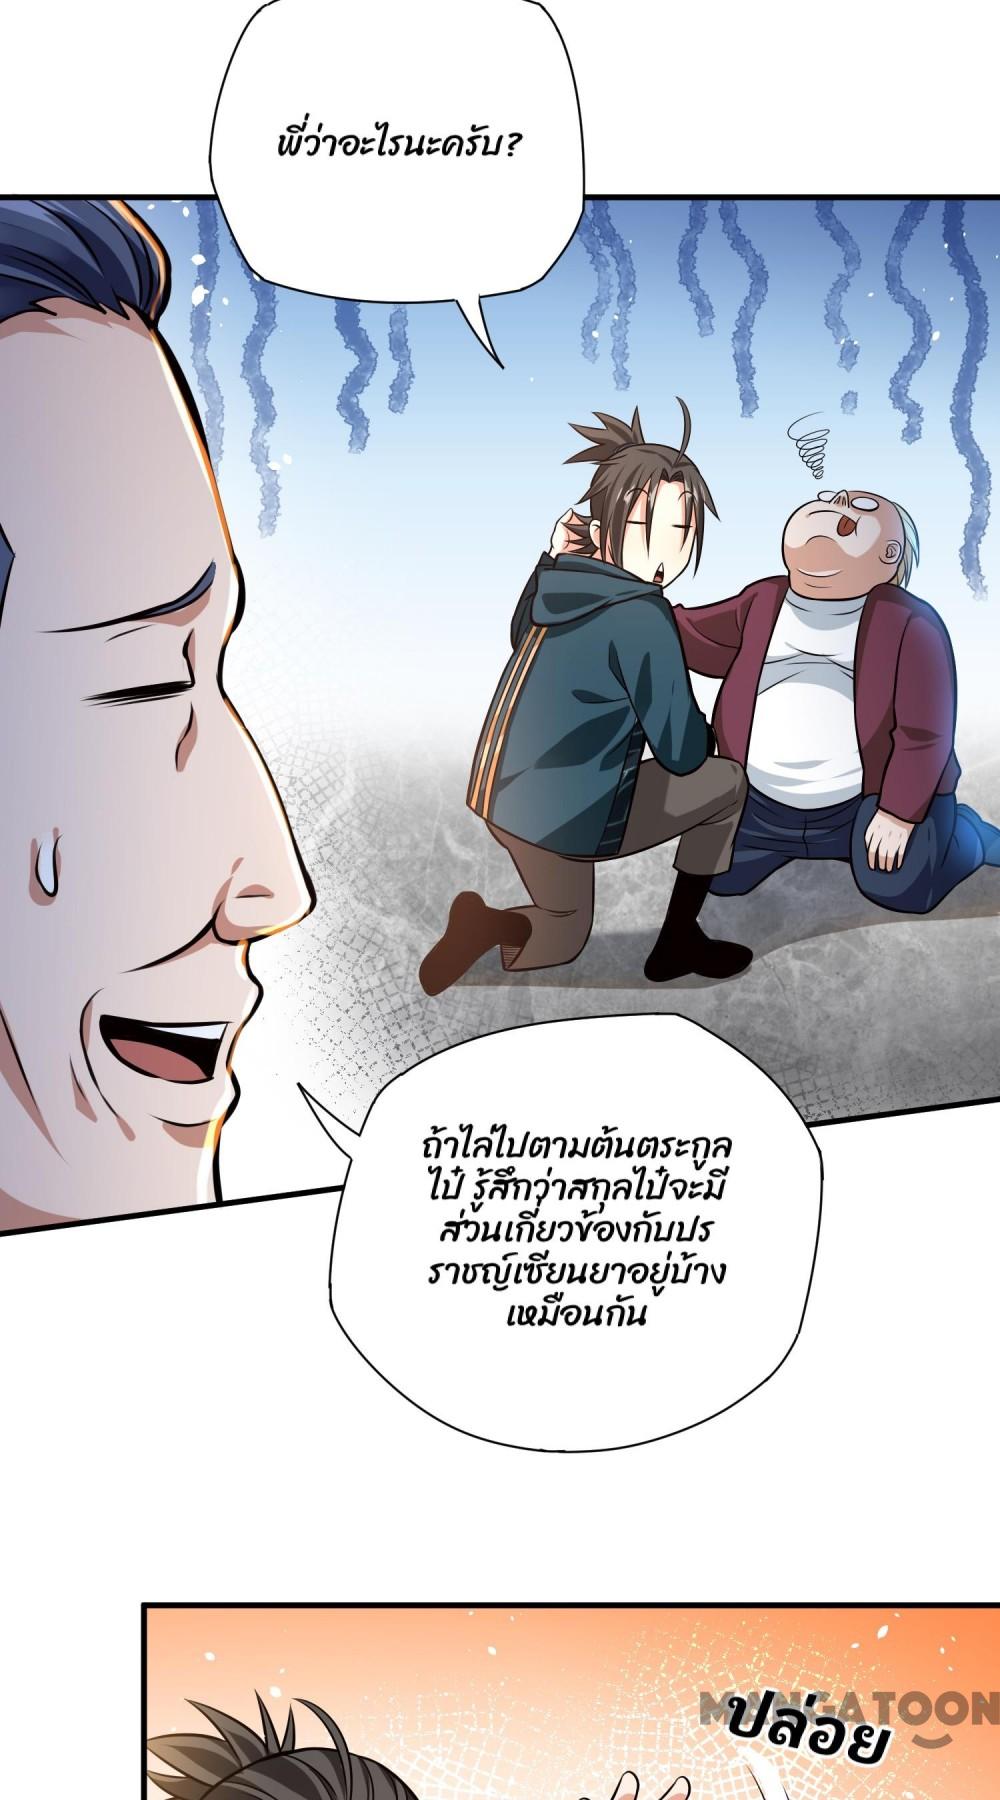 พี่ว่าอะไรนะครับ?
ถ้าไล่ไปตามต้นตระกูล
ไป๋ รู้สึกว่าสกุลไป๋จะมี
ส่วนเกี่ยวข้องกับปร
ราชญ์เซียนยาอยู่บ้าง
เหมือนกัน
MANGATOON
ปล่อย